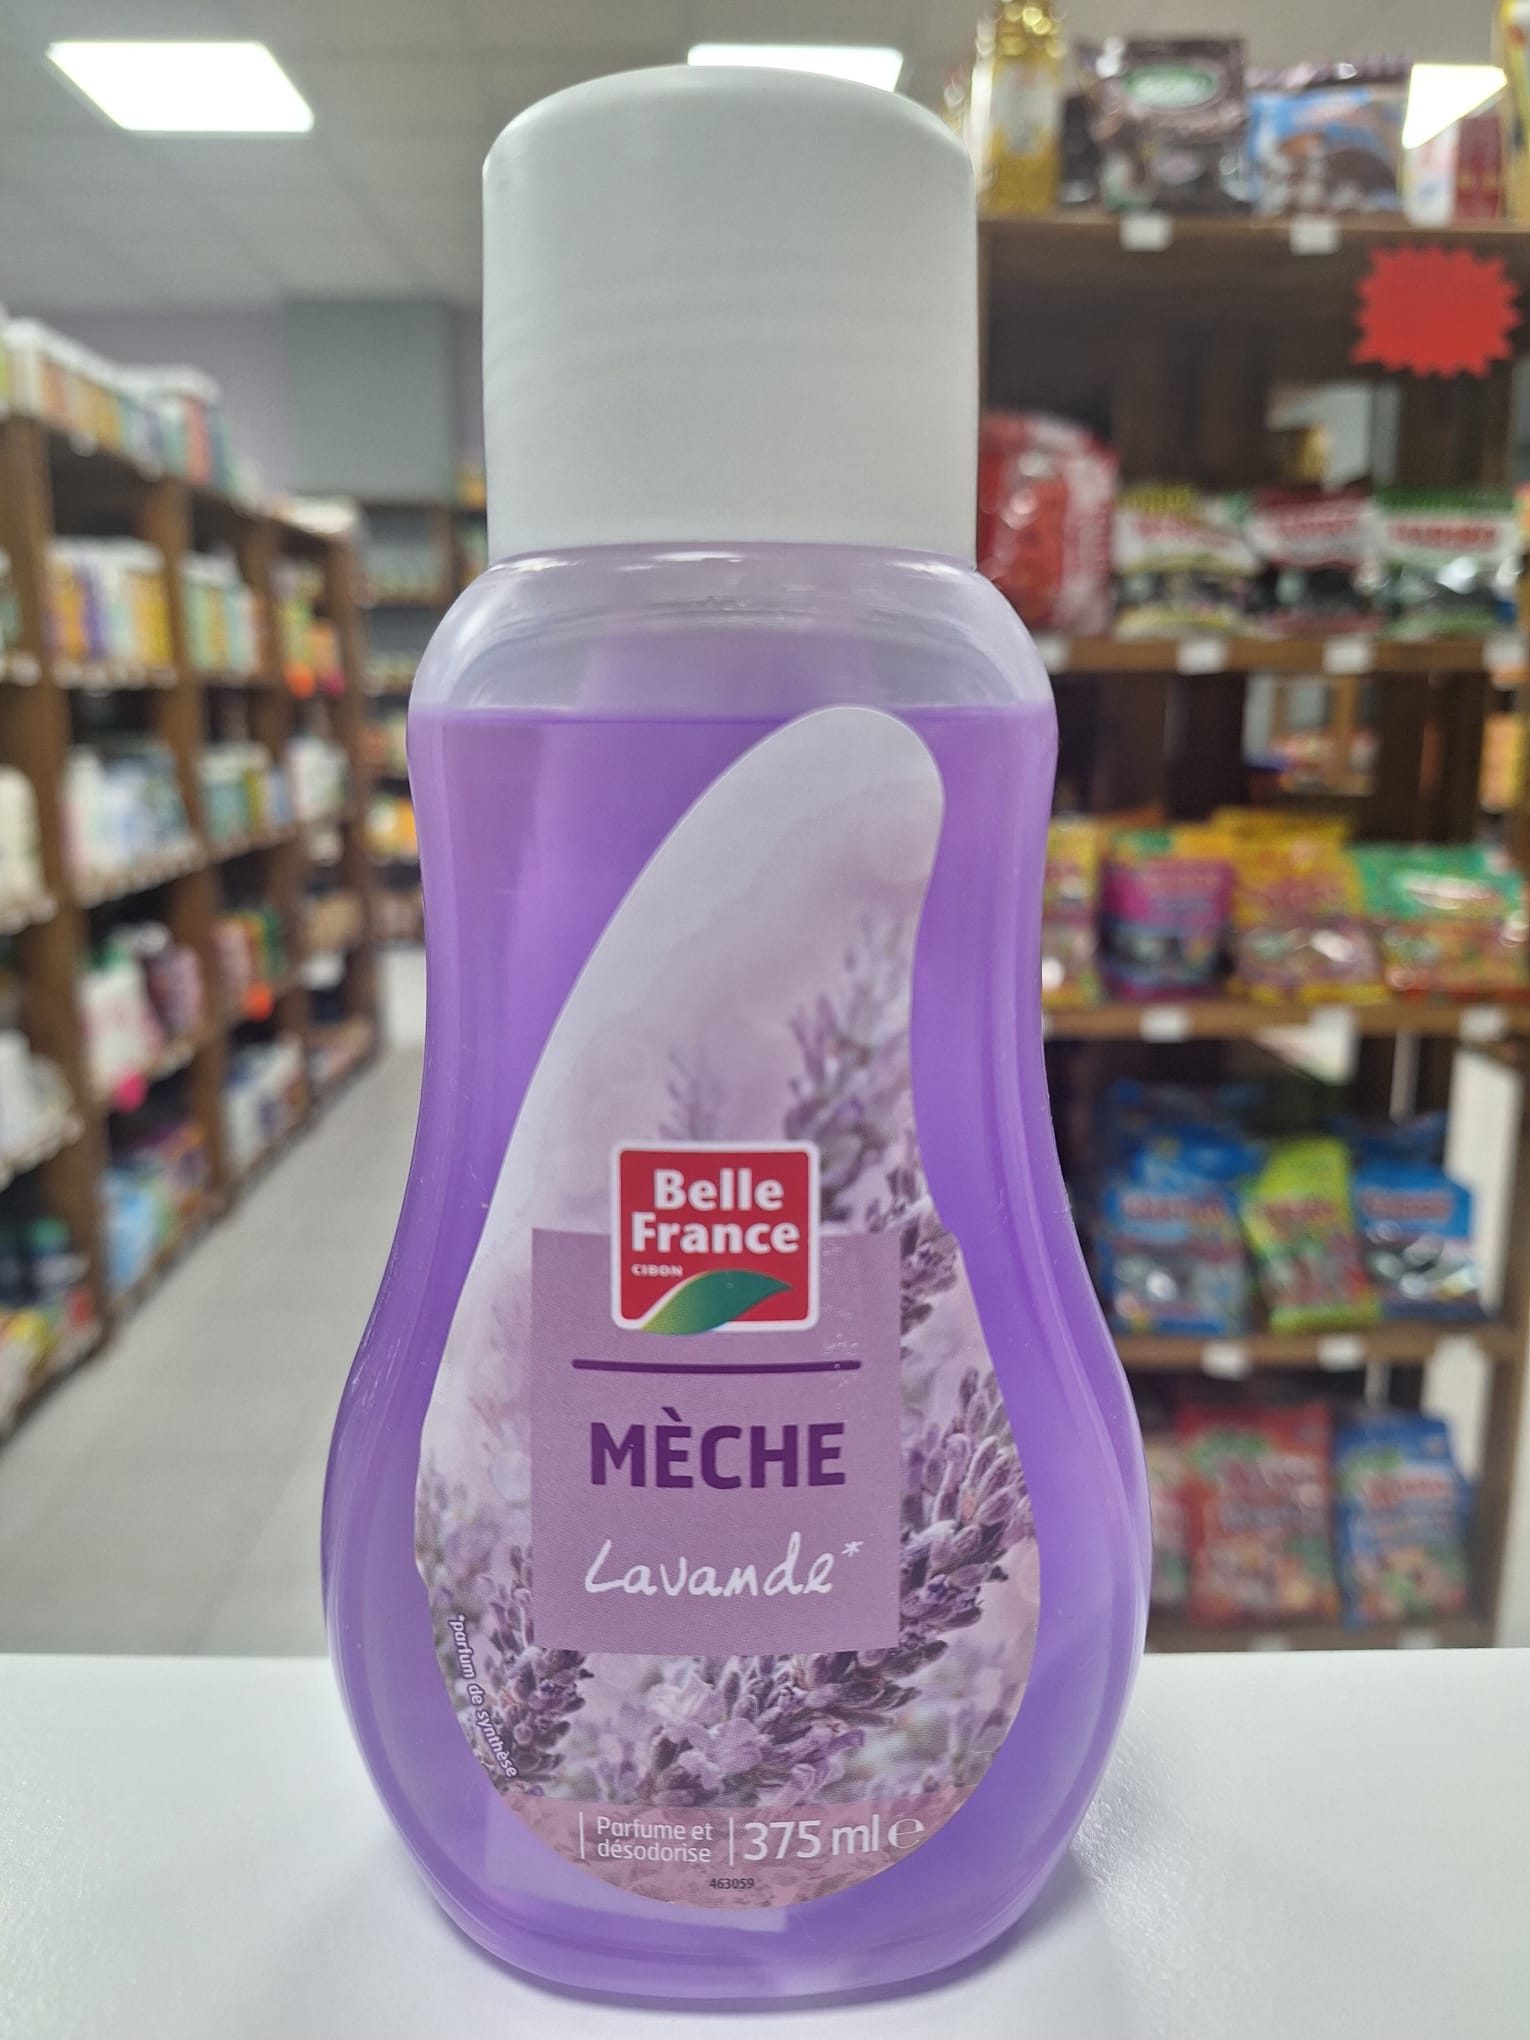 Belle
France
CIBON
MÈCHE
Lavande*
*parfum de synthèse
Parfume et
désodorise
375 ml ℮
463059